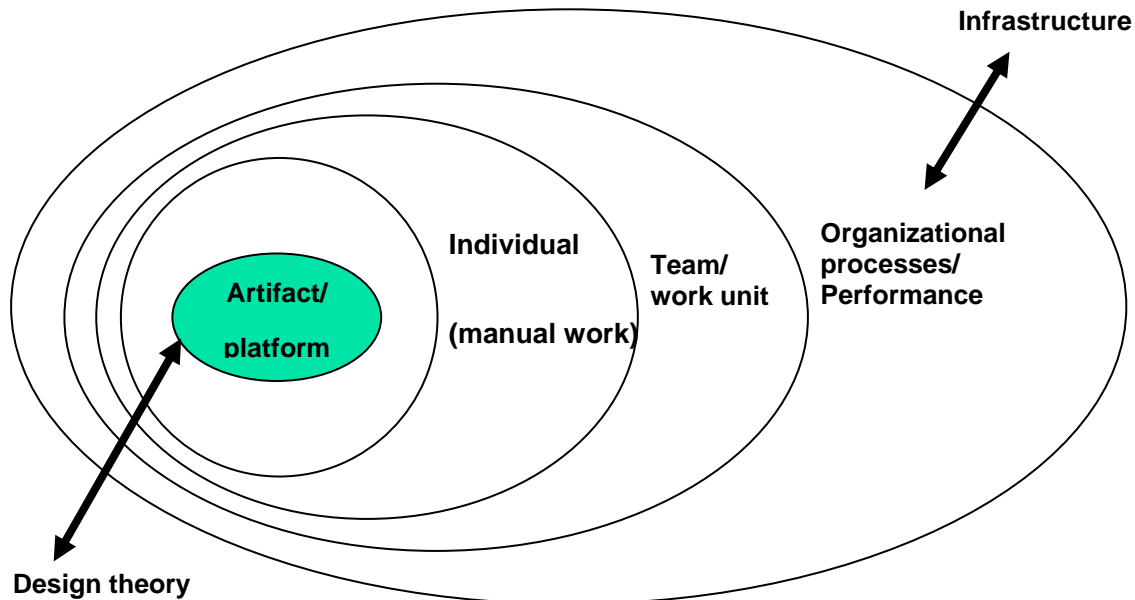 Infrastructure
Individual
(manual work)
Team/
work unit
Organizational
processes/
Performance
Artifact/
platform
Design theory